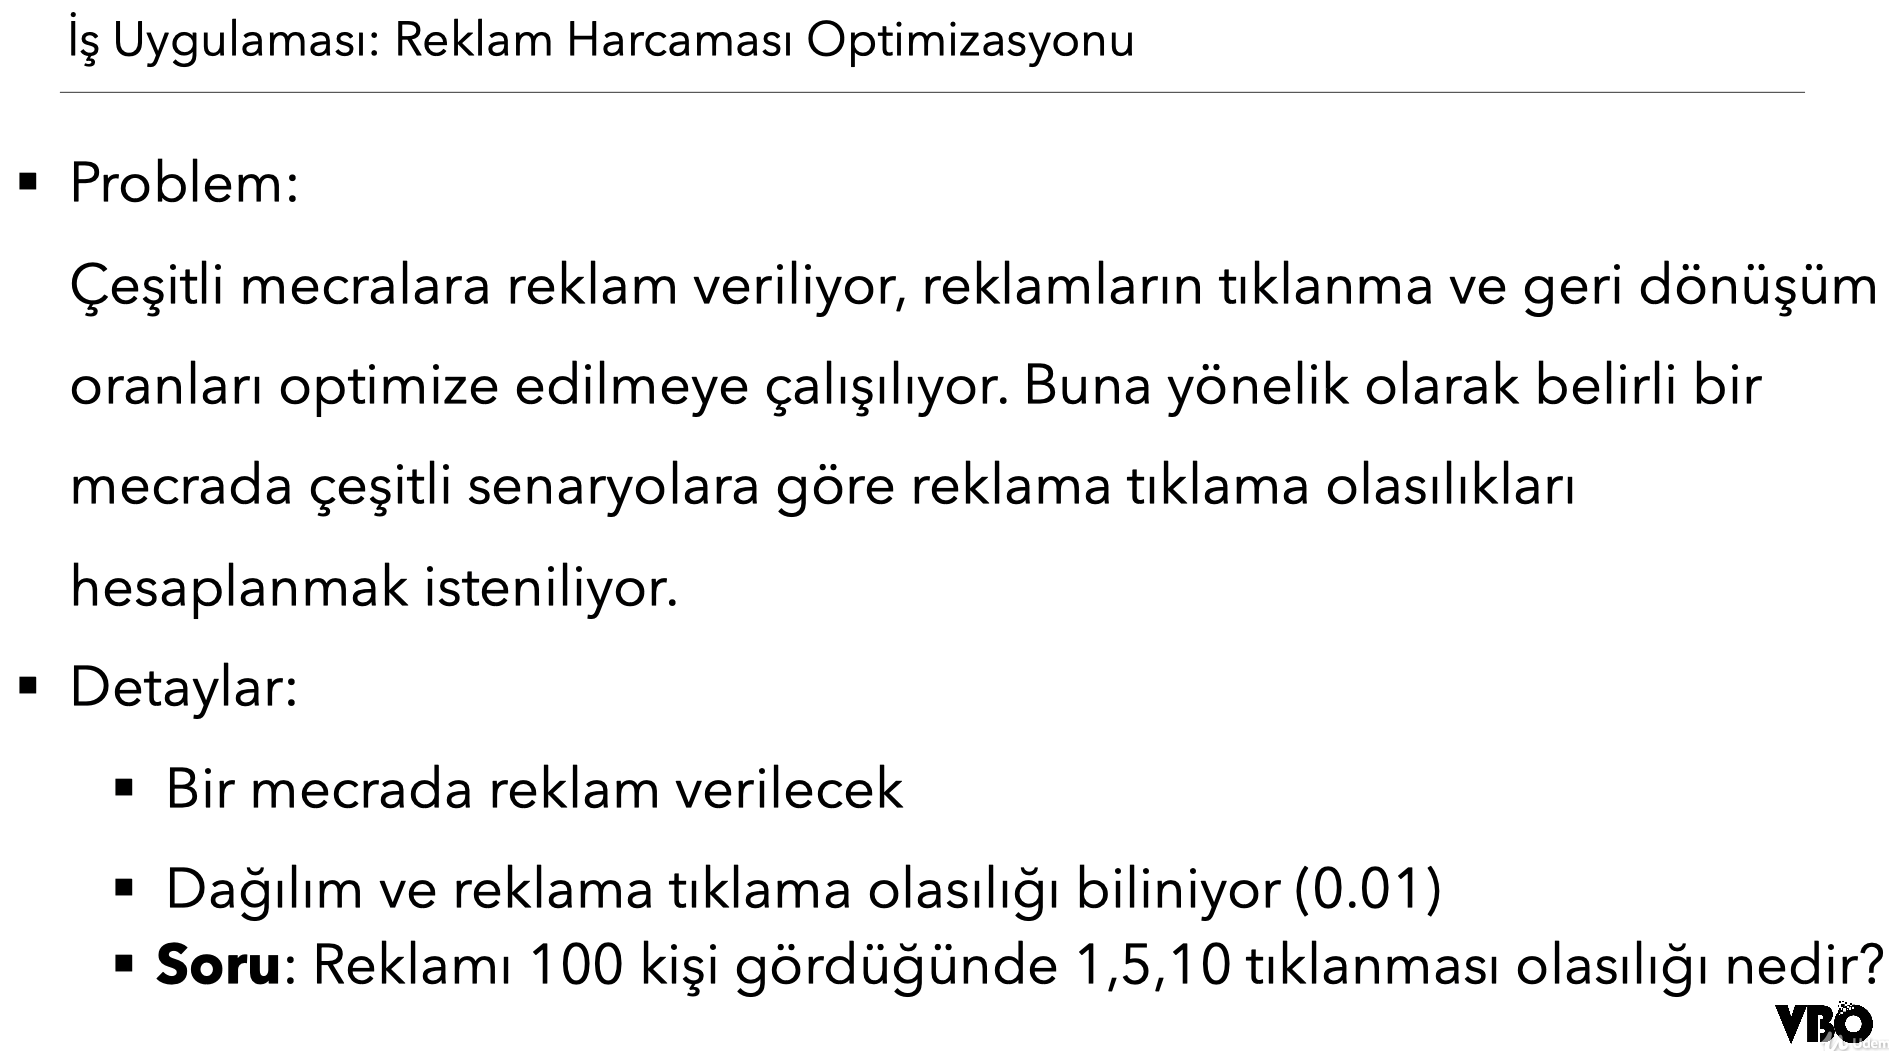 İş Uygulaması: Reklam Harcaması Optimizasyonu
▪ Problem:
Çeşitli mecralara reklam veriliyor, reklamların tıklanma ve geri dönüşüm
oranları optimize edilmeye çalışılıyor. Buna yönelik olarak belirli bir
mecrada çeşitli senaryolara göre reklama tıklama olasılıkları
hesaplanmak isteniliyor.
▪ Detaylar:
▪ Bir mecrada reklam verilecek
▪ Dağılım ve reklama tıklama olasılığı biliniyor (0.01)
▪ Soru: Reklamı 100 kişi gördüğünde 1,5,10 tıklanması olasılığı nedir?
VBO